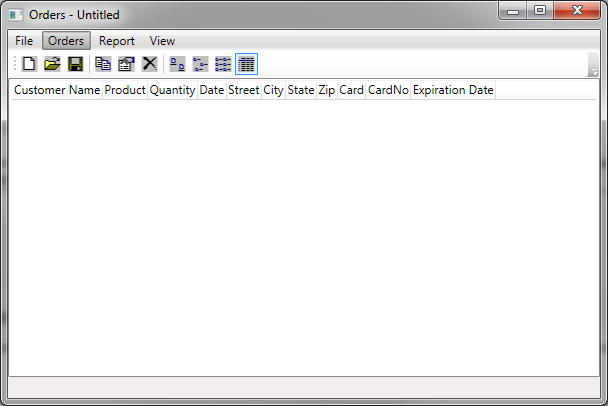 Orders - Untitled
File Orders Report View
Customer Name Product Quantity Date Street City State Zip Card CardNo Expiration Date